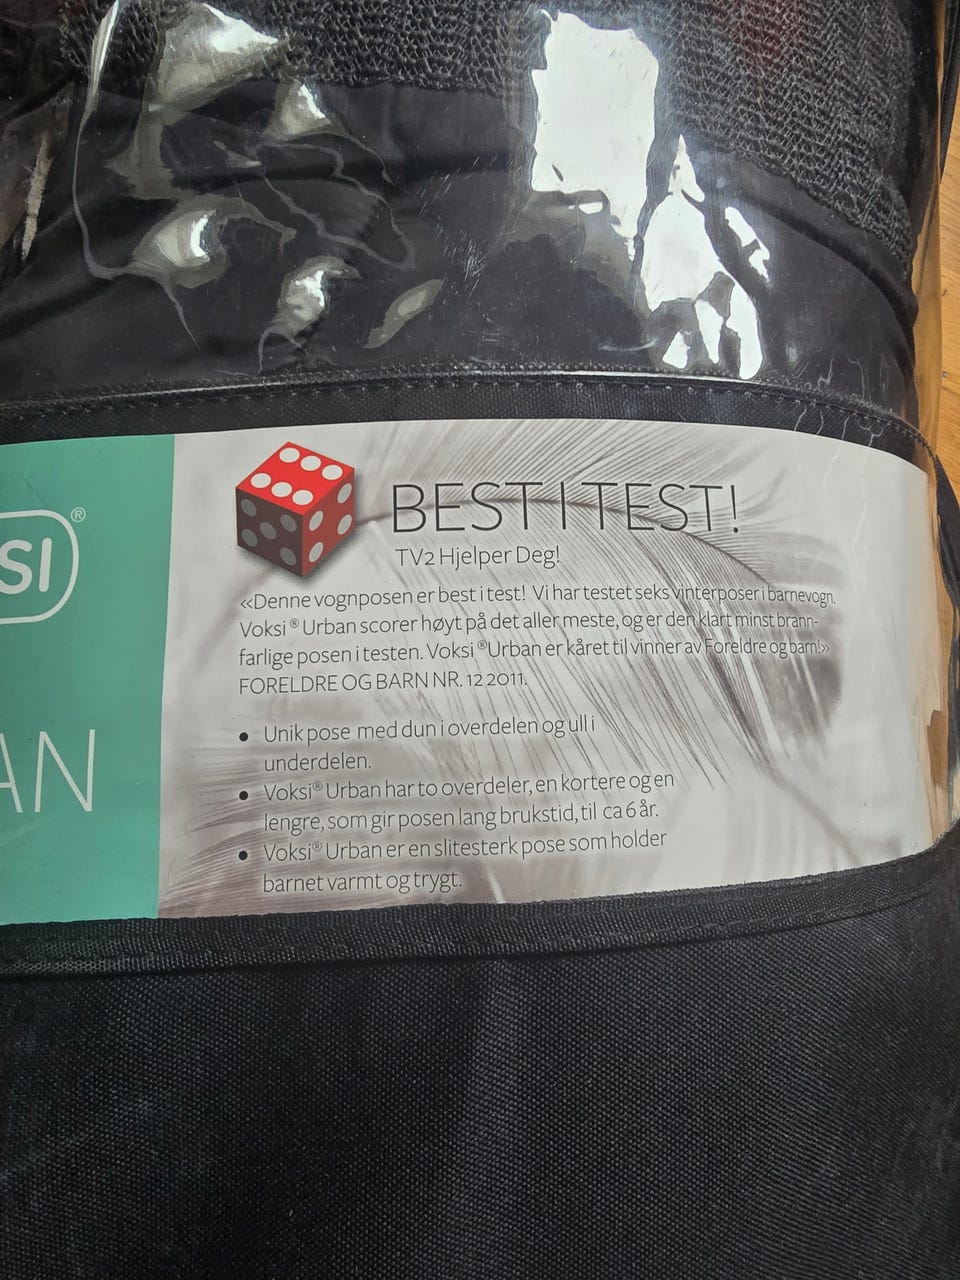 SI®
AN
BEST I TEST!
TV2 Hjelper Deg!
«Denne vognposen er best i test! Vi har testet seks vinterposer i barnevogn.
Voksi® Urban scorer høyt på det aller meste, og er den klart minst brann-
farlige posen i testen. Voksi® Urban er kåret til vinner av Foreldre og barn!»
FORELDRE OG BARN NR. 12 2011.
● Unik pose med dun i overdelen og ull i
underdelen.
● Voksi® Urban har to overdeler, en kortere og en
lengre, som gir posen lang brukstid, til ca 6 år.
● Voksi® Urban er en slitesterk pose som holder
barnet varmt og trygt.